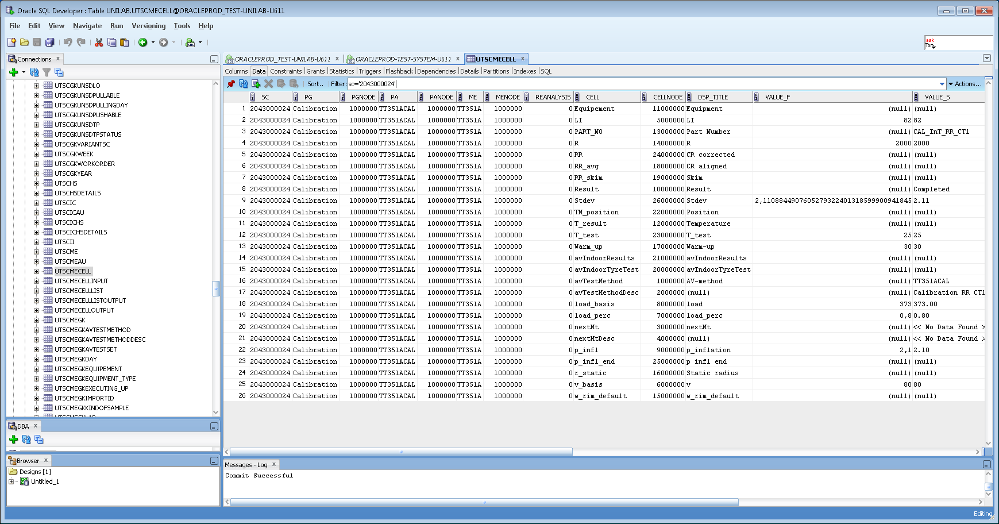 Oracle SQL Developer : Table UNILAB.UTSCMECELL@ORACLEPROD_TEST-UNILAB-U611
File Edit View Navigate Run Versioning Tools Help
ask
Tom
Connections
UTSCGKUNSDLO
UTSCGKUNSDPULLABLE
UTSCGKUNSDPULLINGDAY
UTSCGKUNSDPUSHABLE
UTSCGKUNSDTP
UTSCGKUNSDTPSTATUS
UTSCGKVARIANTSC
UTSCGKWEEK
UTSCGKWORKORDER
UTSCGKYEAR
UTSCHS
UTSCHSDETAILS
UTSCIC
UTSCICAU
UTSCICHS
UTSCICHSDETAILS
UTSCII
UTSCME
UTSCMEAU
UTSCMECELL
UTSCMECELLINPUT
UTSCMECELLLIST
UTSCMECELLLISTOUTPUT
UTSCMECELLOUTPUT
UTSCMEGK
UTSCMEGKAVTESTMETHOD
UTSCMEGKAVTESTMETHODDESC
UTSCMEGKAVTESTSET
UTSCMEGKDAY
UTSCMEGKEQUIPEMENT
UTSCMEGKEQUIPMENT_TYPE
UTSCMEGKEXECUTING_UP
UTSCMEGKIMPORTID
UTSCMEGKKINDOFSAMPLE
DBA
Browser
Designs [1]
Untitled_1
ORACLEPROD_TEST-UNILAB-U611 ORACLEPROD-TEST-SYSTEM-U611 UTSCMECELL
Columns Data Constraints Grants Statistics Triggers Flashback Dependencies Details Partitions Indexes SQL
Sort.. Filter: sc='2043000024' Actions...
SC PG PGNODE PA PANODE ME MENODE REANALYSIS CELL CELLNODE DSP_TITLE VALUE_F VALUE_S
1 2043000024 Calibration 1000000 TT351ACAL 1000000 TT351A 1000000 0 Equipement 11000000 Equipment (null) (null)
2 2043000024 Calibration 1000000 TT351ACAL 1000000 TT351A 1000000 0 LI 5000000 LI 82 82
3 2043000024 Calibration 1000000 TT351ACAL 1000000 TT351A 1000000 0 PART_NO 13000000 Part Number (null) CAL_InT_RR_CT1
4 2043000024 Calibration 1000000 TT351ACAL 1000000 TT351A 1000000 0 R 14000000 R 2000 2000
5 2043000024 Calibration 1000000 TT351ACAL 1000000 TT351A 1000000 0 RR 24000000 CR corrected (null) (null)
6 2043000024 Calibration 1000000 TT351ACAL 1000000 TT351A 1000000 0 RR_avg 18000000 CR aligned (null) (null)
7 2043000024 Calibration 1000000 TT351ACAL 1000000 TT351A 1000000 0 RR_skim 19000000 Skim (null) (null)
8 2043000024 Calibration 1000000 TT351ACAL 1000000 TT351A 1000000 0 Result 10000000 Result (null) Completed
9 2043000024 Calibration 1000000 TT351ACAL 1000000 TT351A 1000000 0 Stdev 26000000 Stdev 2,11088449076052793224013185999009418​45 2.11
10 2043000024 Calibration 1000000 TT351ACAL 1000000 TT351A 1000000 0 TM_position 22000000 Position (null) (null)
11 2043000024 Calibration 1000000 TT351ACAL 1000000 TT351A 1000000 0 T_result 12000000 Temperature (null) (null)
12 2043000024 Calibration 1000000 TT351ACAL 1000000 TT351A 1000000 0 T_test 23000000 T_test 25 25
13 2043000024 Calibration 1000000 TT351ACAL 1000000 TT351A 1000000 0 Warm_up 17000000 Warm-up 30 30
14 2043000024 Calibration 1000000 TT351ACAL 1000000 TT351A 1000000 0 avIndoorResults 21000000 avIndoorResults (null) (null)
15 2043000024 Calibration 1000000 TT351ACAL 1000000 TT351A 1000000 0 avIndoorTyreTest 20000000 avIndoorTyreTest (null) (null)
16 2043000024 Calibration 1000000 TT351ACAL 1000000 TT351A 1000000 0 avTestMethod 1000000 AV-method (null) TT351ACAL
17 2043000024 Calibration 1000000 TT351ACAL 1000000 TT351A 1000000 0 avTestMethodDesc 2000000 (null) (null) Calibration RR CT1
18 2043000024 Calibration 1000000 TT351ACAL 1000000 TT351A 1000000 0 load_basis 8000000 load 373 373.00
19 2043000024 Calibration 1000000 TT351ACAL 1000000 TT351A 1000000 0 load_perc 7000000 load_perc 0,8 0.80
20 2043000024 Calibration 1000000 TT351ACAL 1000000 TT351A 1000000 0 nextMt 3000000 nextMt (null) << No Data Found >
21 2043000024 Calibration 1000000 TT351ACAL 1000000 TT351A 1000000 0 nextMtDesc 4000000 (null) (null) << No Data Found >
22 2043000024 Calibration 1000000 TT351ACAL 1000000 TT351A 1000000 0 p_infl 9000000 p_inflation 2,1 2.10
23 2043000024 Calibration 1000000 TT351ACAL 1000000 TT351A 1000000 0 p_infl_end 25000000 p infl end (null) (null)
24 2043000024 Calibration 1000000 TT351ACAL 1000000 TT351A 1000000 0 r_static 16000000 Static radius (null) (null)
25 2043000024 Calibration 1000000 TT351ACAL 1000000 TT351A 1000000 0 v_basis 6000000 v 80 80
26 2043000024 Calibration 1000000 TT351ACAL 1000000 TT351A 1000000 0 w_rim_default 15000000 w_rim_default (null) (null)
Messages - Log
Commit Successful
Editing